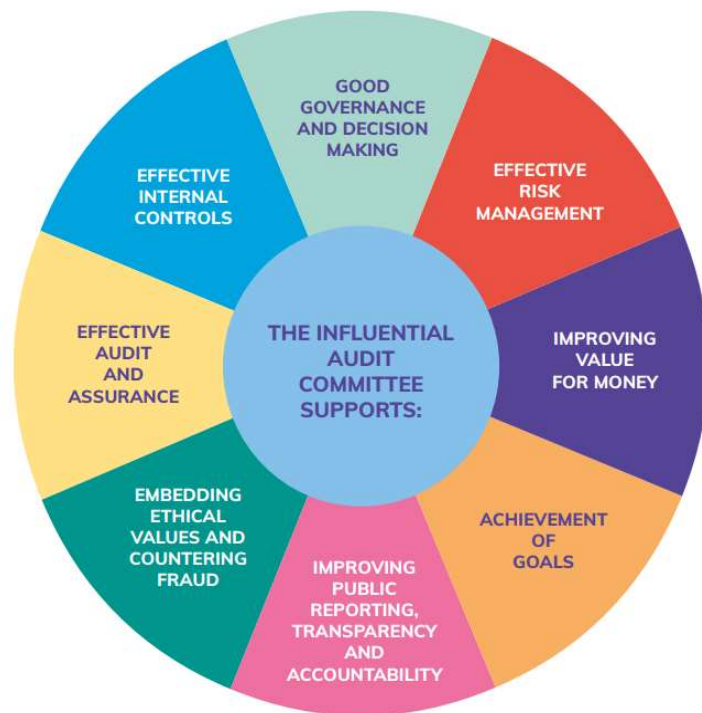 GOOD
GOVERNANCE
AND DECISION
MAKING
EFFECTIVE
RISK
MANAGEMENT
IMPROVING
VALUE
FOR MONEY
ACHIEVEMENT
OF
GOALS
IMPROVING
PUBLIC
REPORTING,
TRANSPARENCY
AND
ACCOUNTABILITY
EMBEDDING
ETHICAL
VALUES AND
COUNTERING
FRAUD
EFFECTIVE
AUDIT
AND
ASSURANCE
EFFECTIVE
INTERNAL
CONTROLS
THE INFLUENTIAL
AUDIT
COMMITTEE
SUPPORTS: